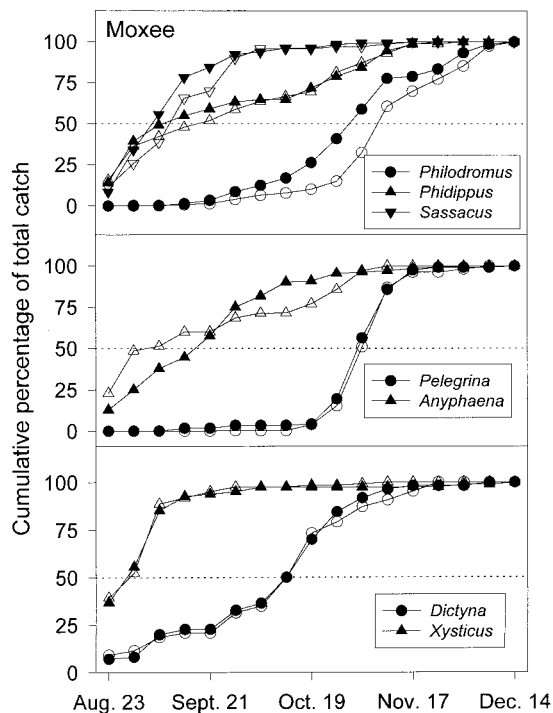 Moxee
Cumulative percentage of total catch
100
75
50
25
0
Philodromus
Phidippus
Sassacus
100
75
50
25
0
Pelegrina
Anyphaena
100
75
50
25
0
Dictyna
Xysticus
Aug. 23 Sept. 21 Oct. 19 Nov. 17 Dec. 14